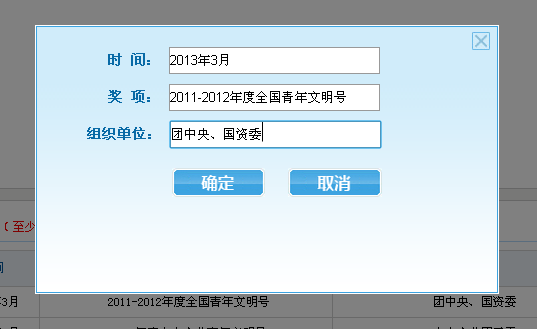 时 间：
2013年3月
奖 项：
2011-2012年度全国青年文明号
组织单位：
团中央、国资委
确定
取消
（至少
间
3月
2011-2012年度全国青年文明号
团中央、国资委